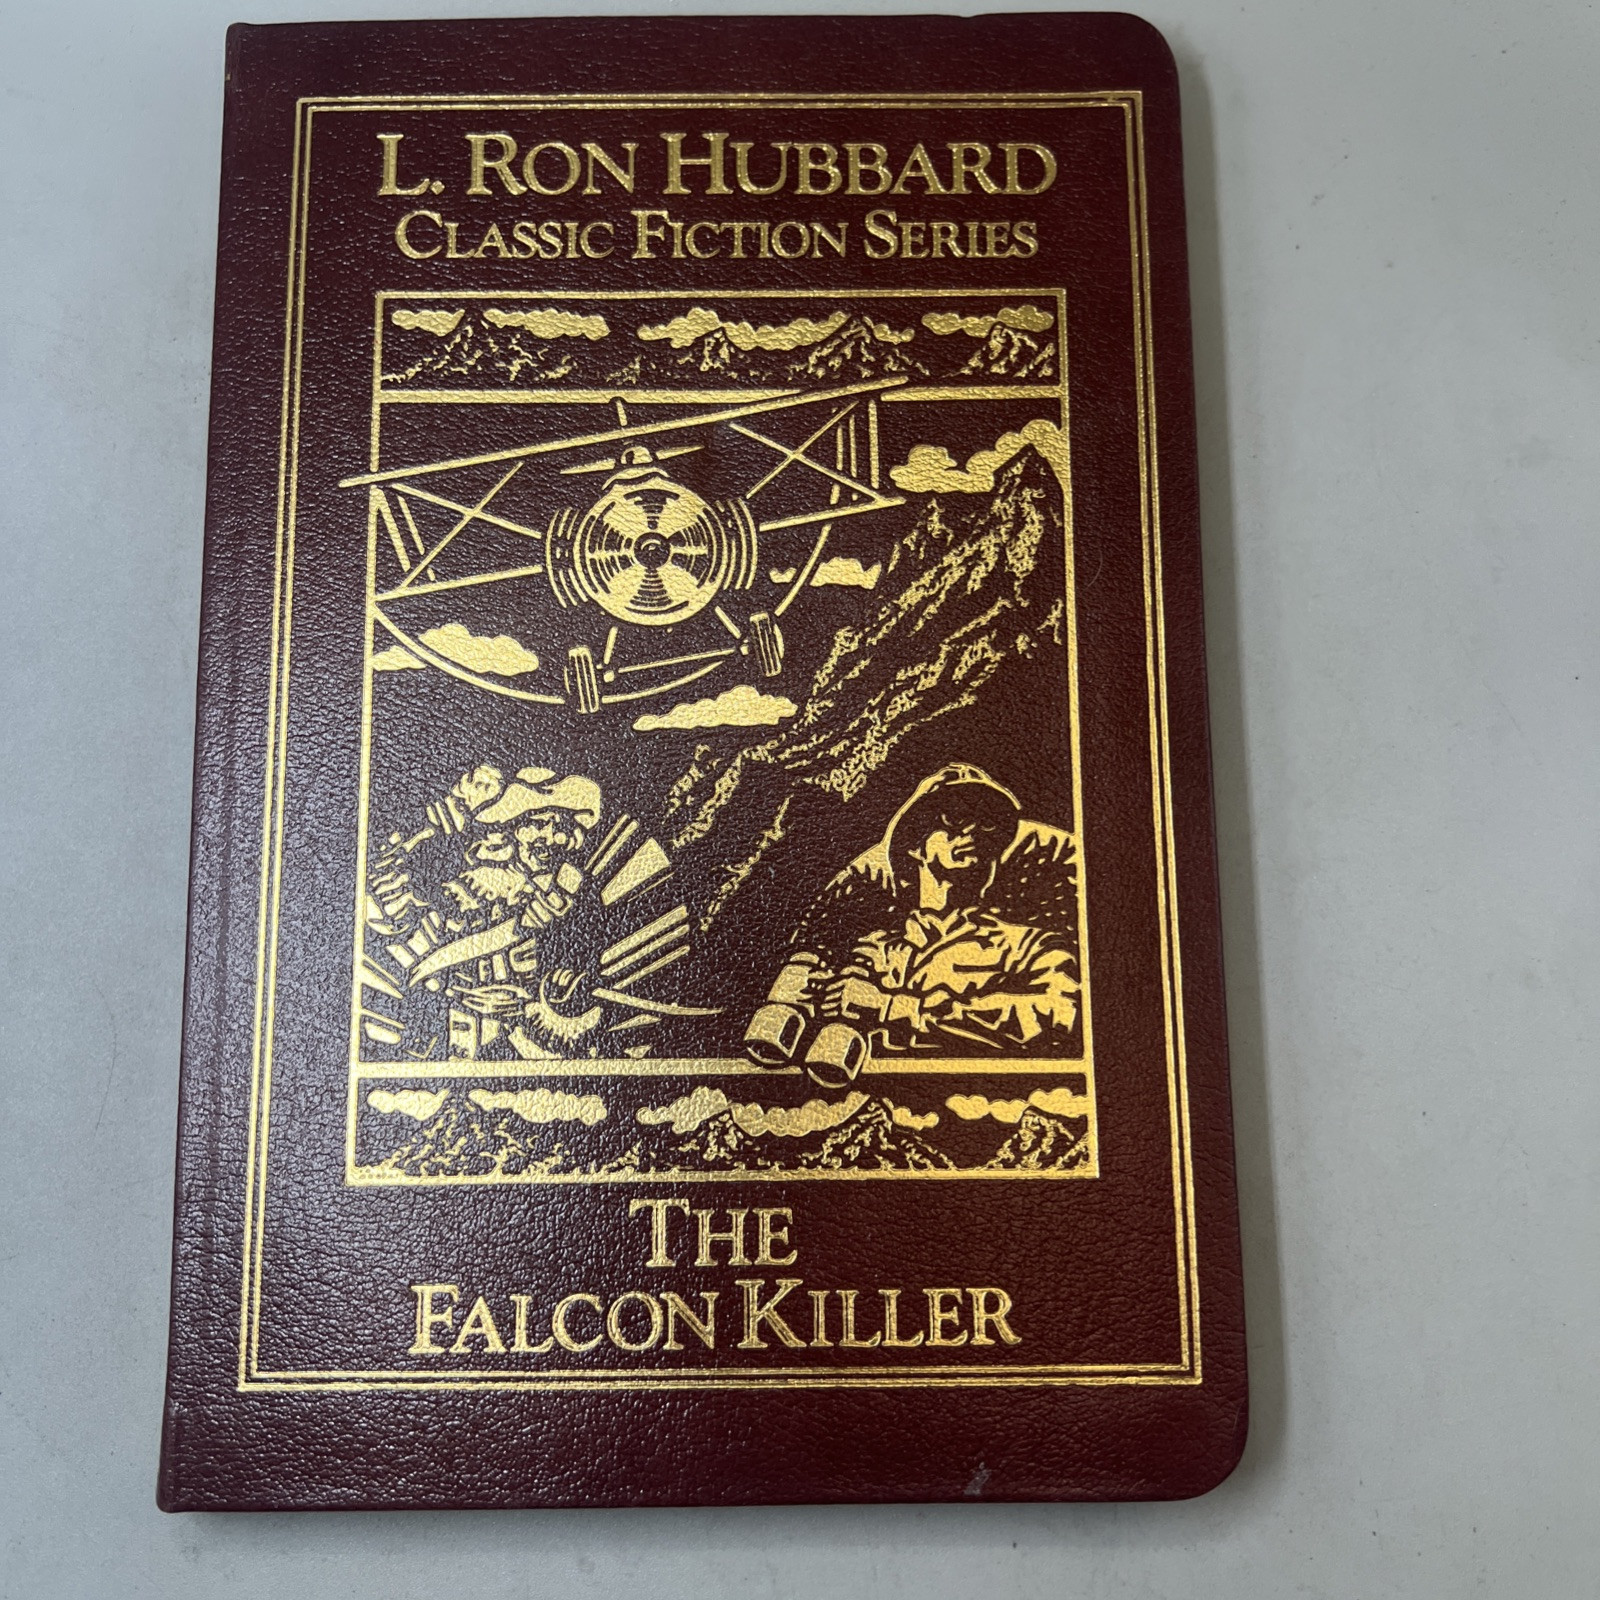 L. RON HUBBARD
CLASSIC FICTION SERIES
THE
FALCON KILLER